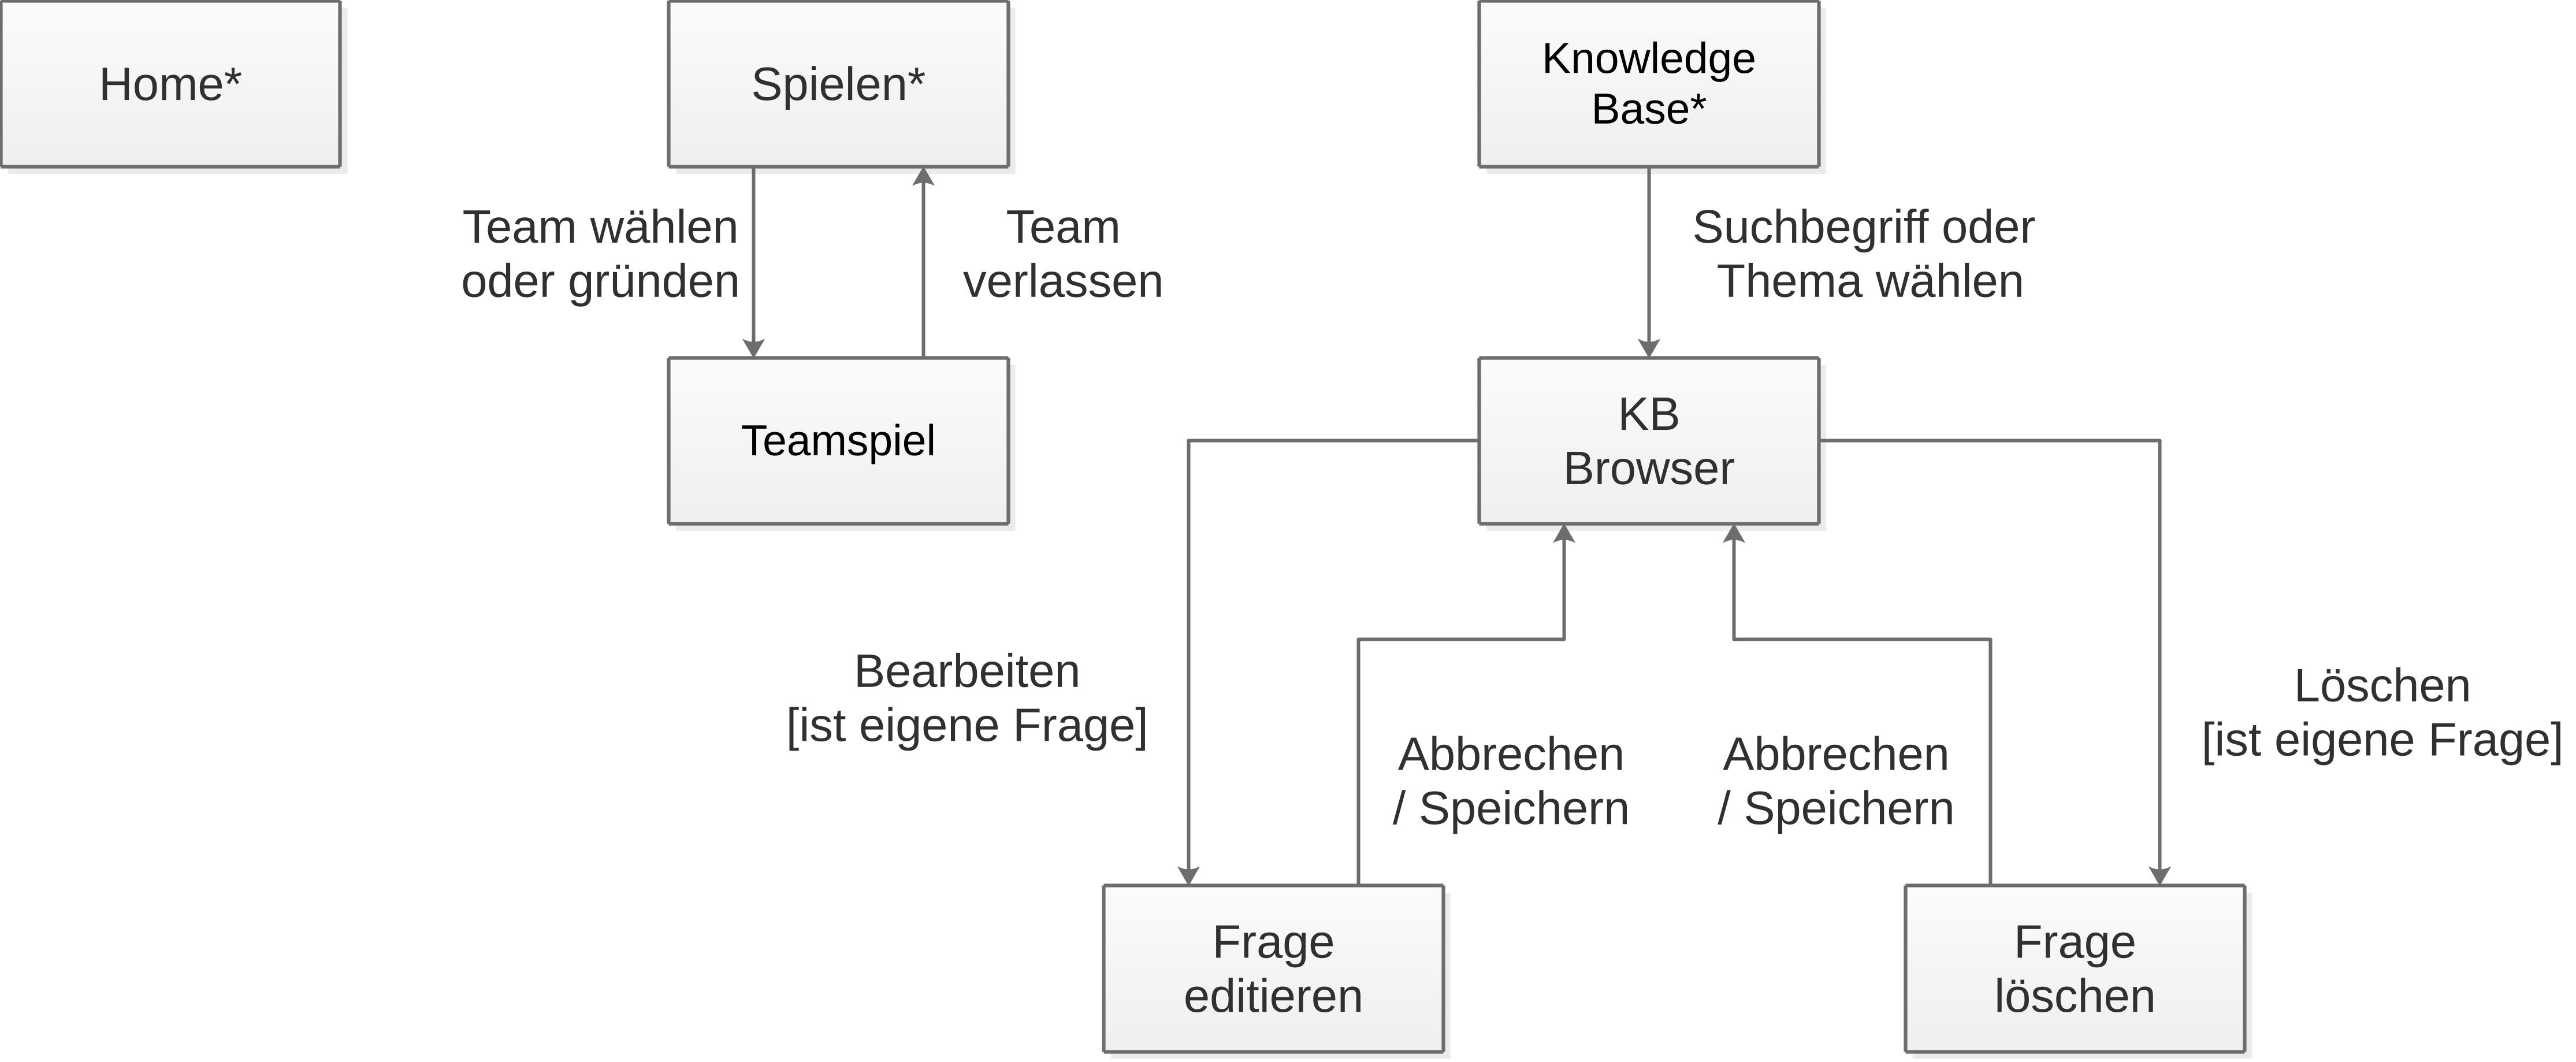 Home*
Spielen*
Knowledge
Base*
Team wählen
oder gründen
Team
verlassen
Suchbegriff oder
Thema wählen
Teamspiel
KB
Browser
Bearbeiten
[ist eigene Frage]
Abbrechen
/ Speichern
Abbrechen
/ Speichern
Löschen
[ist eigene Frage]
Frage
editieren
Frage
löschen